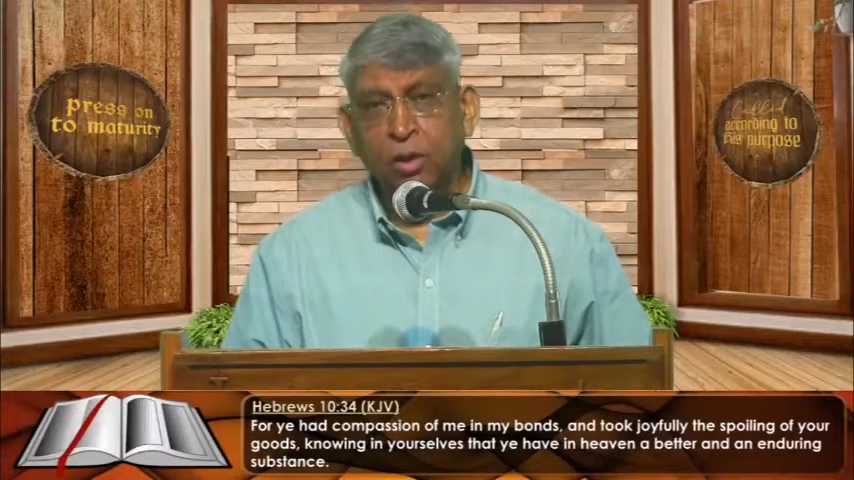 press on
to maturity
called
according to
his purpose
Hebrews 10:34 (KJV)
For ye had compassion of me in my bonds, and took joyfully the spoiling of your
goods, knowing in yourselves that ye have in heaven a better and an enduring
substance.